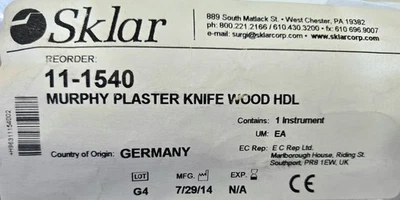 Sklar
889 South Matlack St. • West Chester, PA 19382
ph: 800.221.2166 / 610.430.3200 • fx: 610 696.9007
e-mail: surgi@sklarcorp.com • www.sklarcorp.com
REORDER:
11-1540
MURPHY PLASTER KNIFE WOOD HDL
Contains: 1 Instrument
UM: EA
Country of Origin: GERMANY
EC Rep: E C Rep Ltd.
Marlborough House, Riding St.
Southport, PR8 1EW, UK
LOT MFG. EXP.
G4 7/29/14 N/A
CE